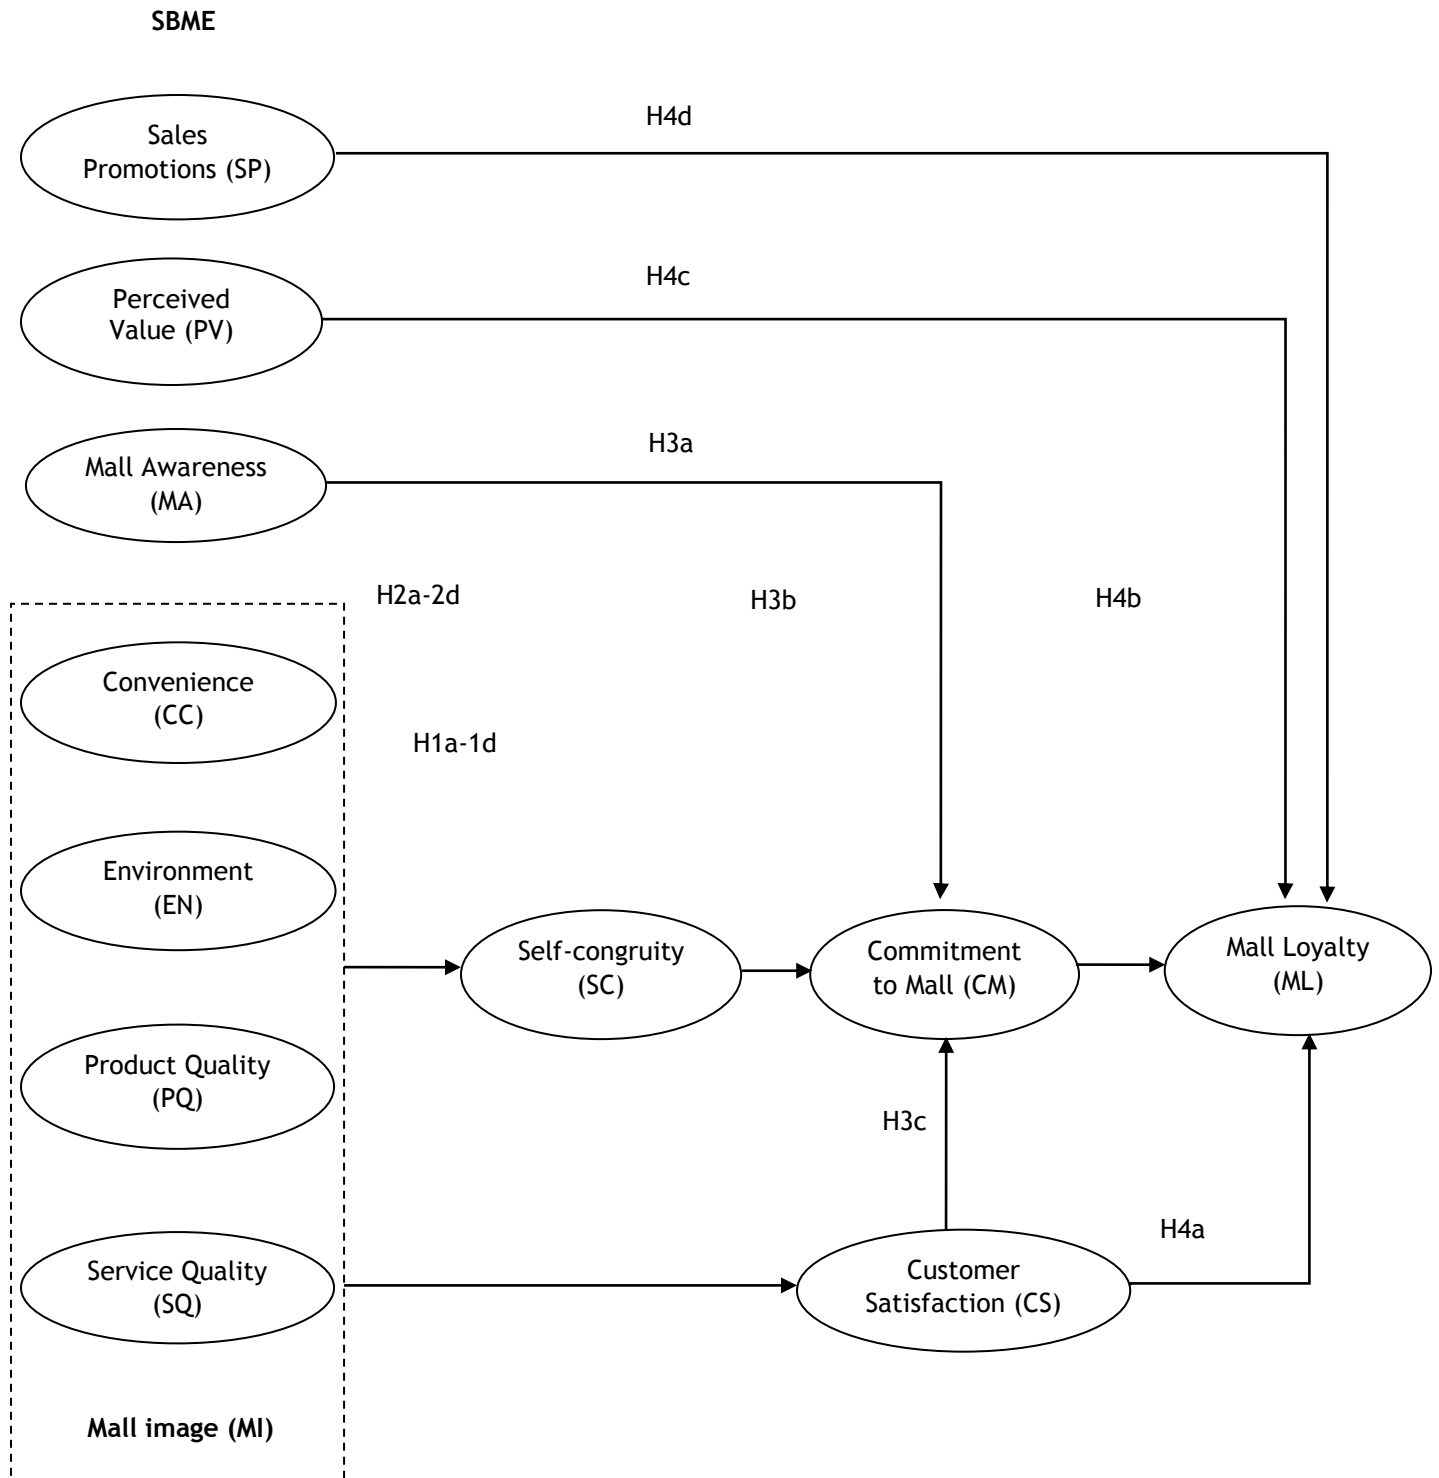 SBME
H4d
Sales
Promotions (SP)
H4c
Perceived
Value (PV)
H3a
Mall Awareness
(MA)
H2a-2d
H3b
H4b
Convenience
(CC)
H1a-1d
Environment
(EN)
Self-congruity
(SC)
Commitment
to Mall (CM)
Mall Loyalty
(ML)
Product Quality
(PQ)
H3c
H4a
Service Quality
(SQ)
Customer
Satisfaction (CS)
Mall image (MI)